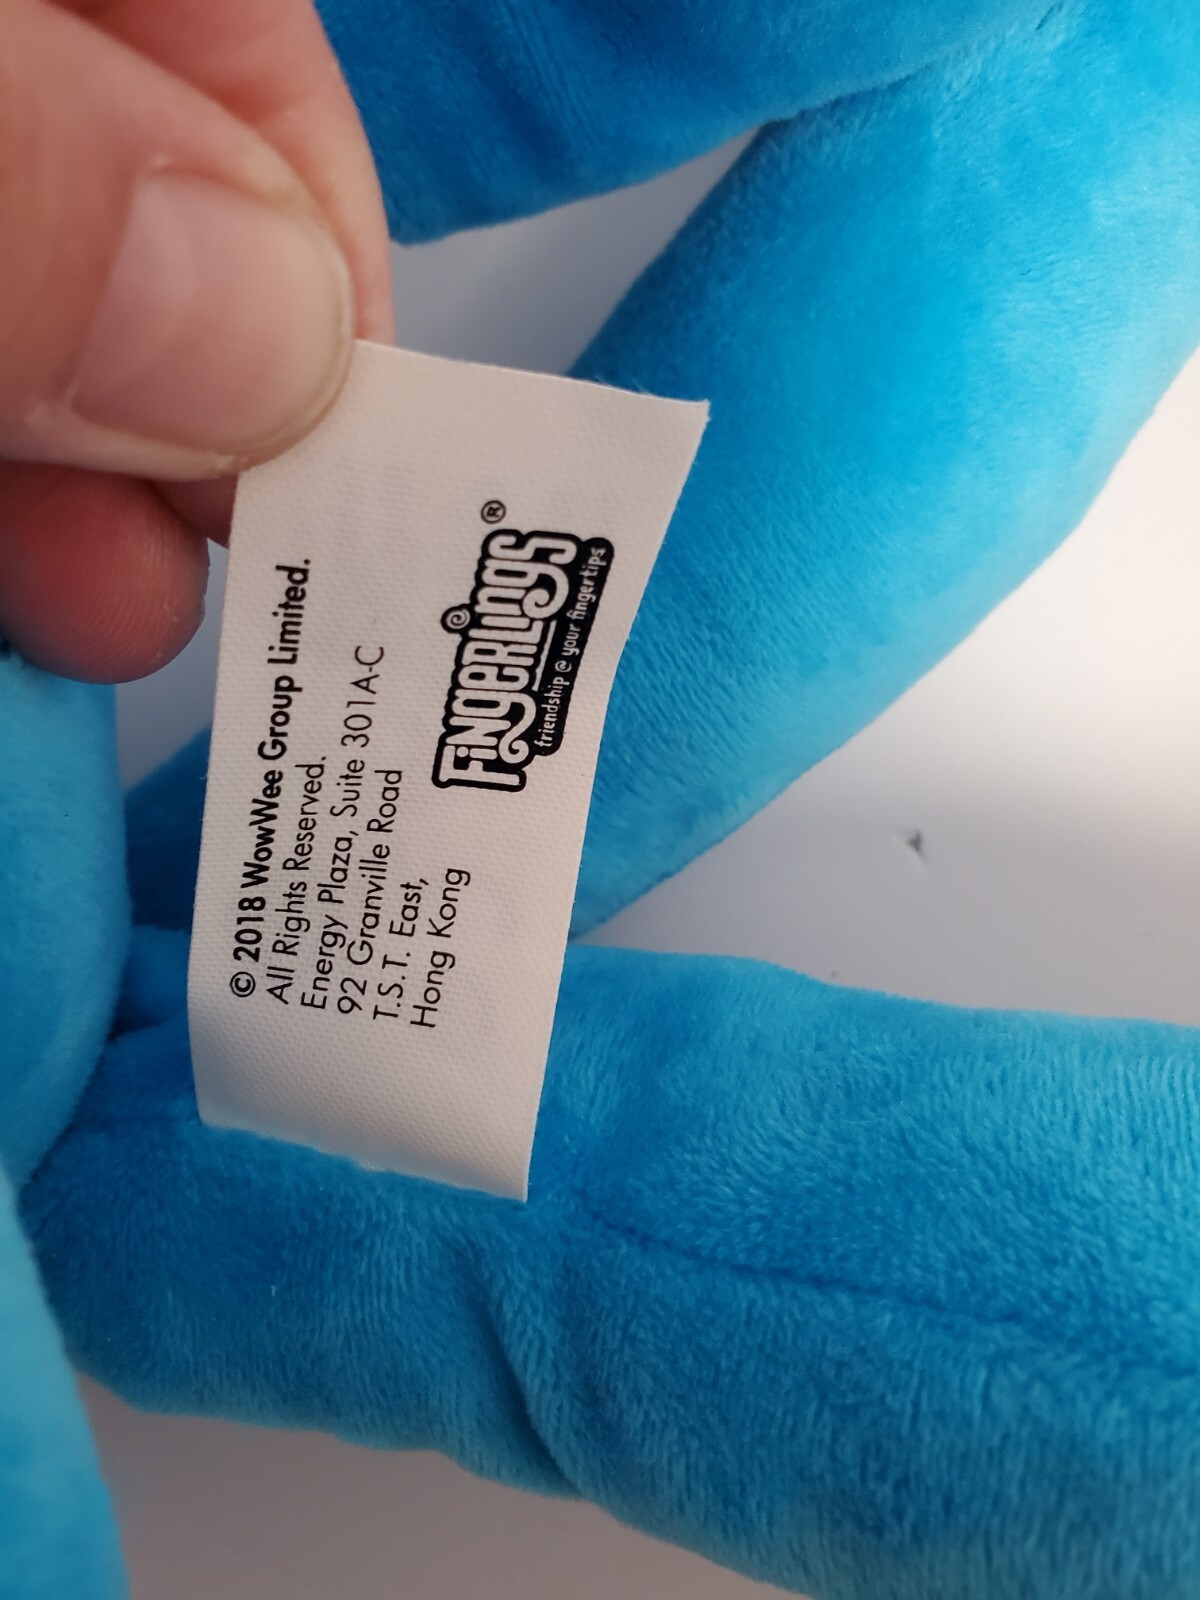 © 2018 WowWee Group Limited.
All Rights Reserved.
Energy Plaza, Suite 301A-C
92 Granville Road
T.S.T. East,
Hong Kong
FiNgERLiNgS®
friendship @ your fingertips